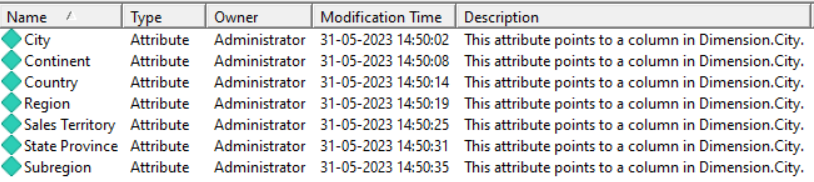 Name Type Owner Modification Time Description
City Attribute Administrator 31-05-2023 14:50:02 This attribute points to a column in Dimension.City.
Continent Attribute Administrator 31-05-2023 14:50:08 This attribute points to a column in Dimension.City.
Country Attribute Administrator 31-05-2023 14:50:14 This attribute points to a column in Dimension.City.
Region Attribute Administrator 31-05-2023 14:50:19 This attribute points to a column in Dimension.City.
Sales Territory Attribute Administrator 31-05-2023 14:50:25 This attribute points to a column in Dimension.City.
State Province Attribute Administrator 31-05-2023 14:50:31 This attribute points to a column in Dimension.City.
Subregion Attribute Administrator 31-05-2023 14:50:35 This attribute points to a column in Dimension.City.